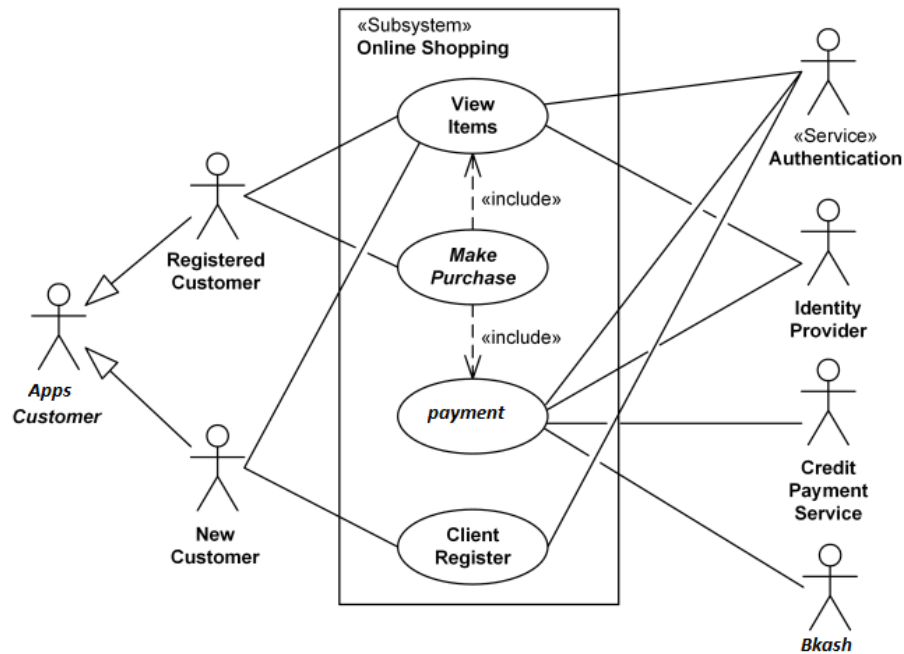 «Subsystem»
Online Shopping
View
Items
«Service»
Authentication
«include»
Registered
Customer
Make
Purchase
Identity
Provider
«include»
Apps
Customer
payment
Credit
Payment
Service
New
Customer
Client
Register
Bkash